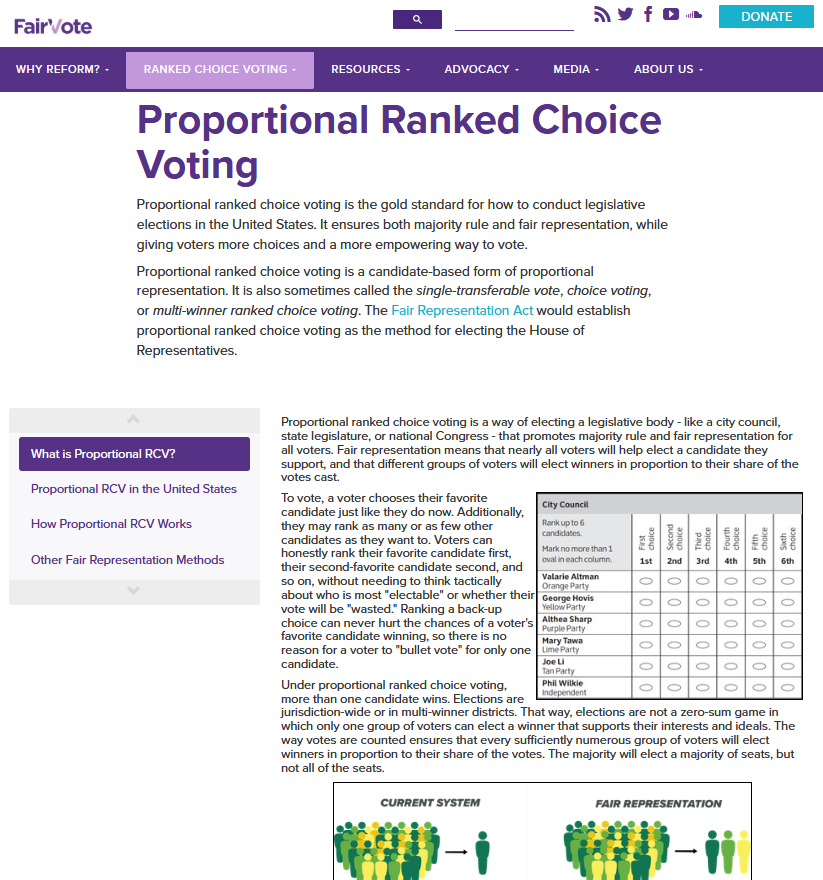 FairVote
DONATE
WHY REFORM? -
RANKED CHOICE VOTING -
RESOURCES -
ADVOCACY -
MEDIA -
ABOUT US -
Proportional Ranked Choice
Voting
Proportional ranked choice voting is the gold standard for how to conduct legislative
elections in the United States. It ensures both majority rule and fair representation, while
giving voters more choices and a more empowering way to vote.
Proportional ranked choice voting is a candidate-based form of proportional
representation. It is also sometimes called the single-transferable vote, choice voting,
or multi-winner ranked choice voting. The Fair Representation Act would establish
proportional ranked choice voting as the method for electing the House of
Representatives.
What is Proportional RCV?
Proportional RCV in the United States
How Proportional RCV Works
Other Fair Representation Methods
Proportional ranked choice voting is a way of electing a legislative body - like a city council,
state legislature, or national Congress - that promotes majority rule and fair representation for
all voters. Fair representation means that nearly all voters will help elect a candidate they
support, and that different groups of voters will elect winners in proportion to their share of the
votes cast.
To vote, a voter chooses their favorite
candidate just like they do now. Additionally,
they may rank as many or as few other
candidates as they want to. Voters can
honestly rank their favorite candidate first,
their second-favorite candidate second, and
so on, without needing to think tactically
about who is most "electable" or whether their
vote will be "wasted." Ranking a back-up
choice can never hurt the chances of a voter's
favorite candidate winning, so there is no
reason for a voter to "bullet vote" for only one
candidate.
City Council
Rank up to 6
candidates.
Mark no more than 1
oval in each column.
First choice
Second choice
Third choice
Fourth choice
Fifth choice
Sixth choice
1st 2nd 3rd 4th 5th 6th
Valarie Altman
Orange Party
George Hovis
Yellow Party
Althea Sharp
Purple Party
Mary Tawa
Lime Party
Joe Li
Tan Party
Phil Wilkie
Independent
Under proportional ranked choice voting,
more than one candidate wins. Elections are
jurisdiction-wide or in multi-winner districts. That way, elections are not a zero-sum game in
which only one group of voters can elect a winner that supports their interests and ideals. The
way votes are counted ensures that every sufficiently numerous group of voters will elect
winners in proportion to their share of the votes. The majority will elect a majority of seats, but
not all of the seats.
CURRENT SYSTEM
FAIR REPRESENTATION